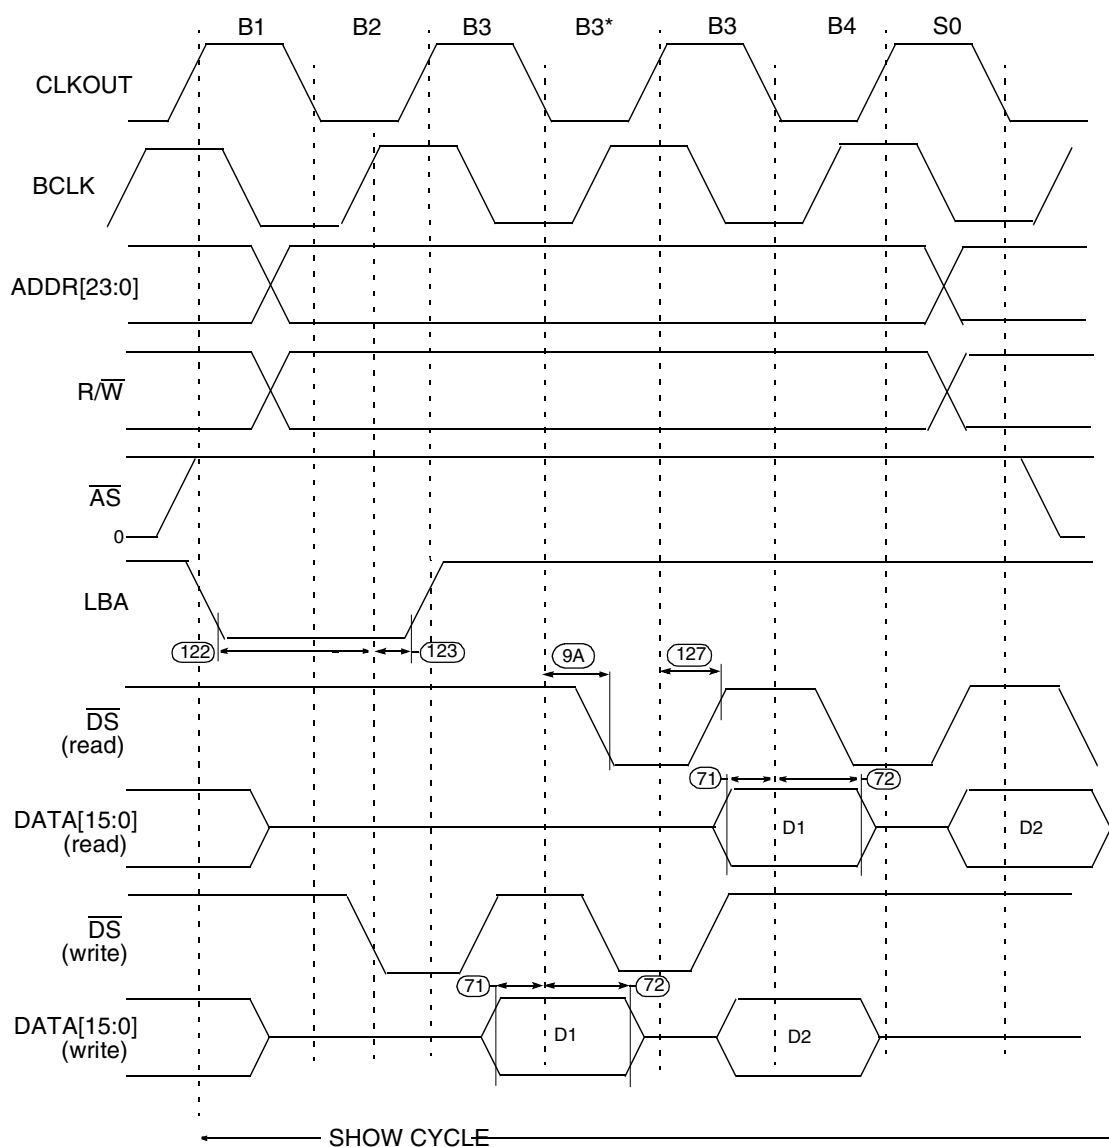 B1 B2 B3 B3* B3 B4 S0
CLKOUT
BCLK
ADDR[23:0]
R/W
AS
0
LBA
122 123 9A 127
DS
(read)
71 72
DATA[15:0]
(read)
D1 D2
DS
(write)
71 72
DATA[15:0]
(write)
D1 D2
SHOW CYCLE